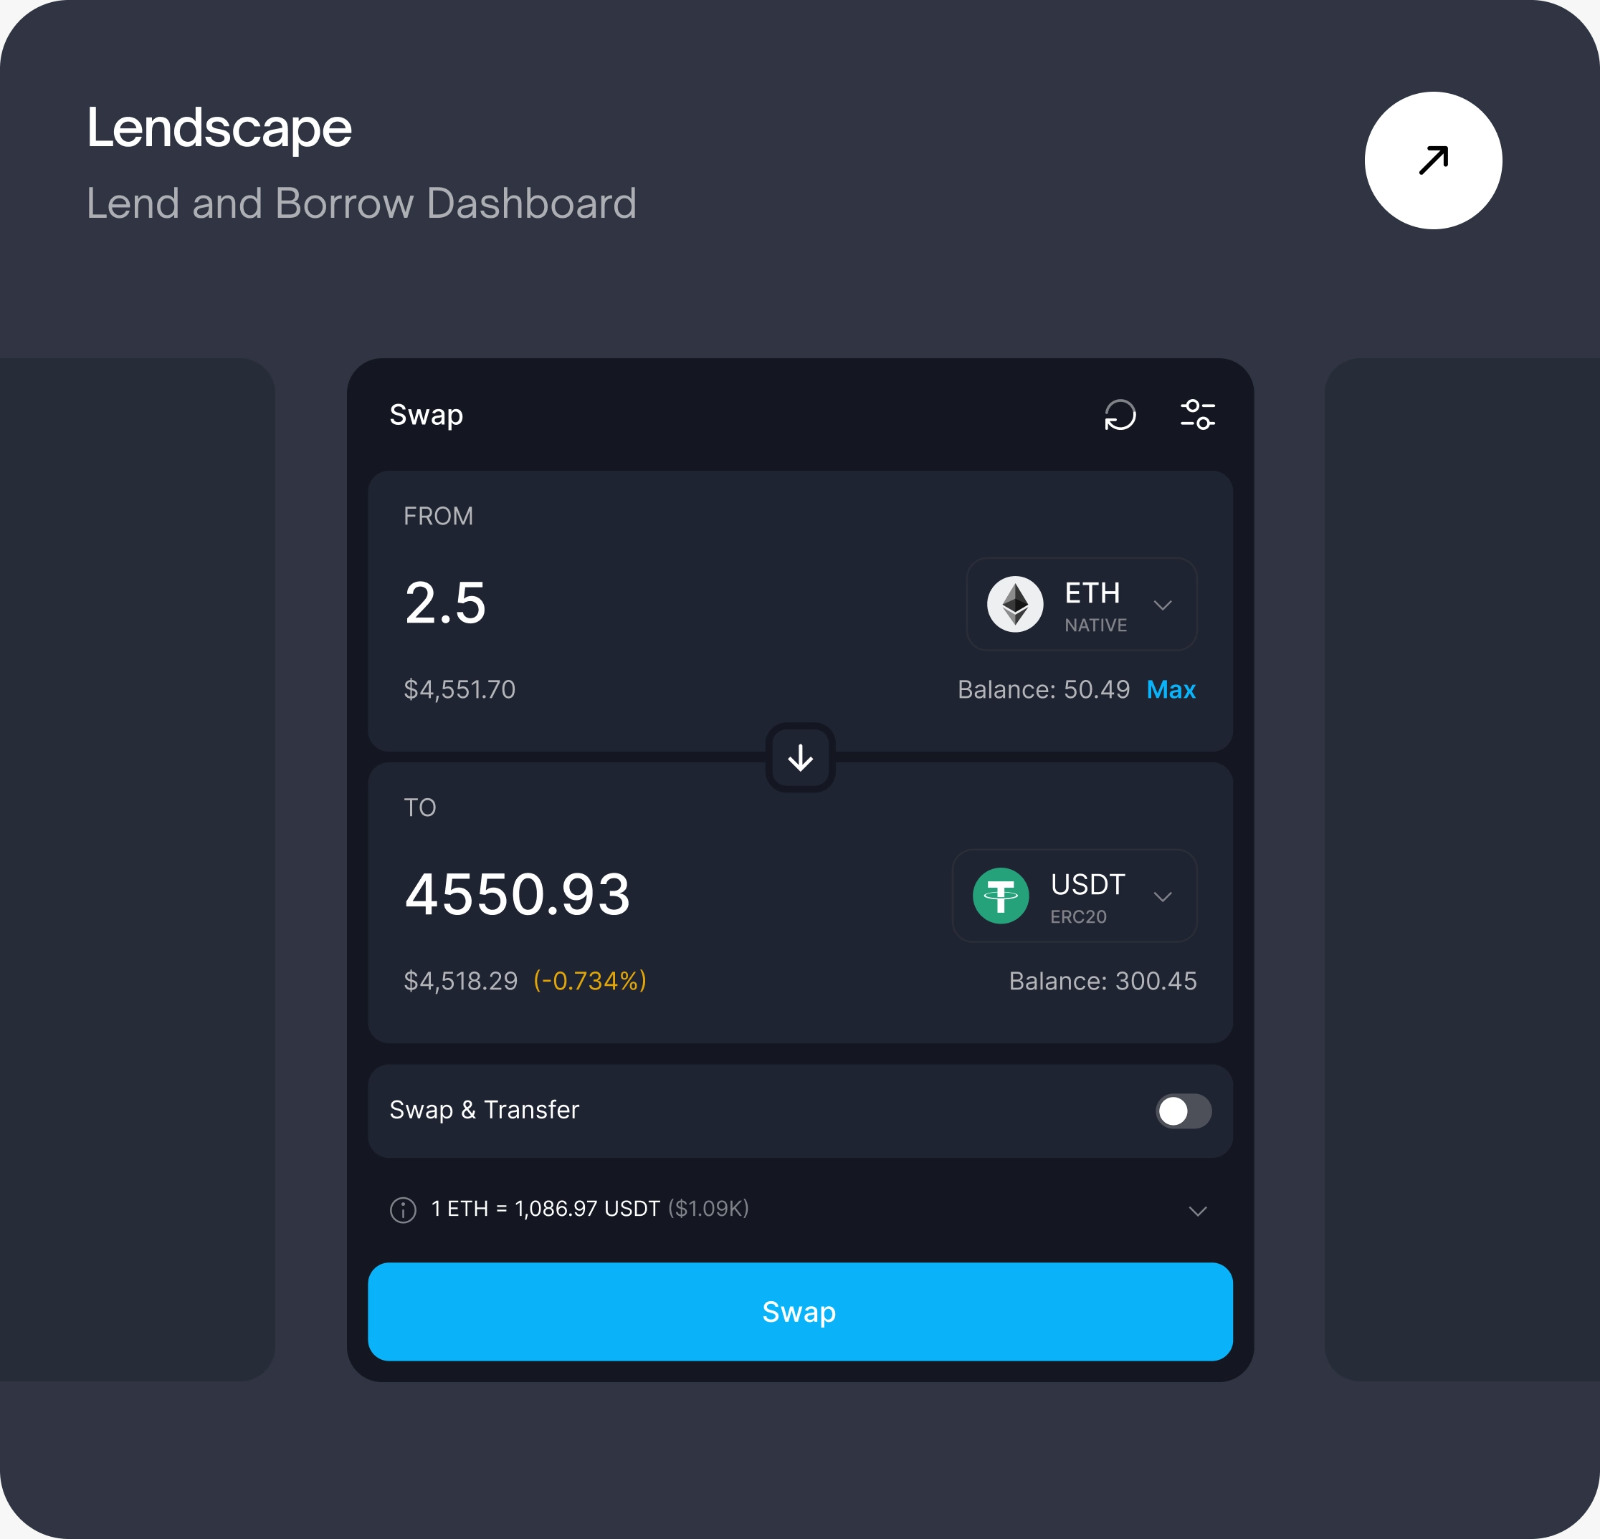 Lendscape
Lend and Borrow Dashboard
Swap
FROM
2.5
ETH
NATIVE
$4,551.70
Balance: 50.49 Max
TO
4550.93
USDT
ERC20
$4,518.29 (-0.734%)
Balance: 300.45
Swap & Transfer
1 ETH = 1,086.97 USDT ($1.09K)
Swap